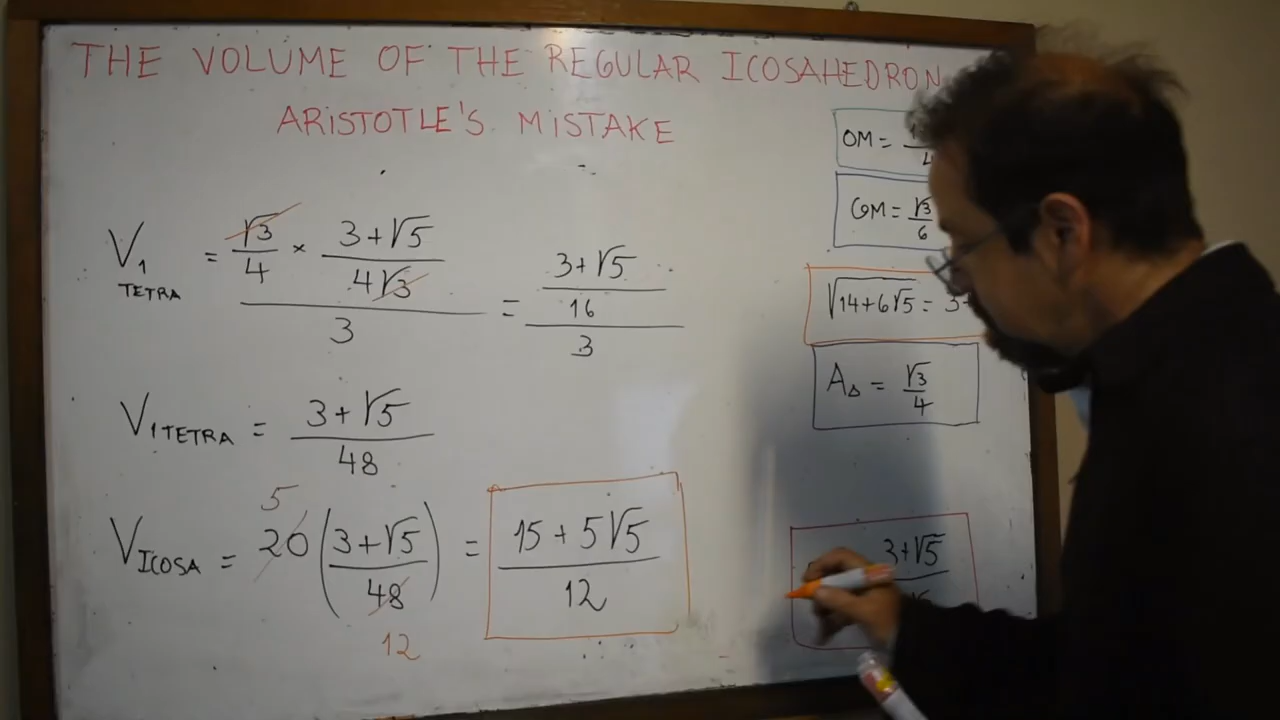 THE VOLUME OF THE REGULAR ICOSAHEDRON
ARISTOTLE'S MISTAKE
V₁ TETRA = (√3/4 × (3+√5)/(4√3))/3 = ((3+√5)/16)/3
V₁ TETRA = (3+√5)/48
5
V ICOSA = 20((3+√5)/48) = (15+5√5)/12
12
OM =
GM = √3/6
√14+6√5 = 3+
A△ = √3/4
3+√5